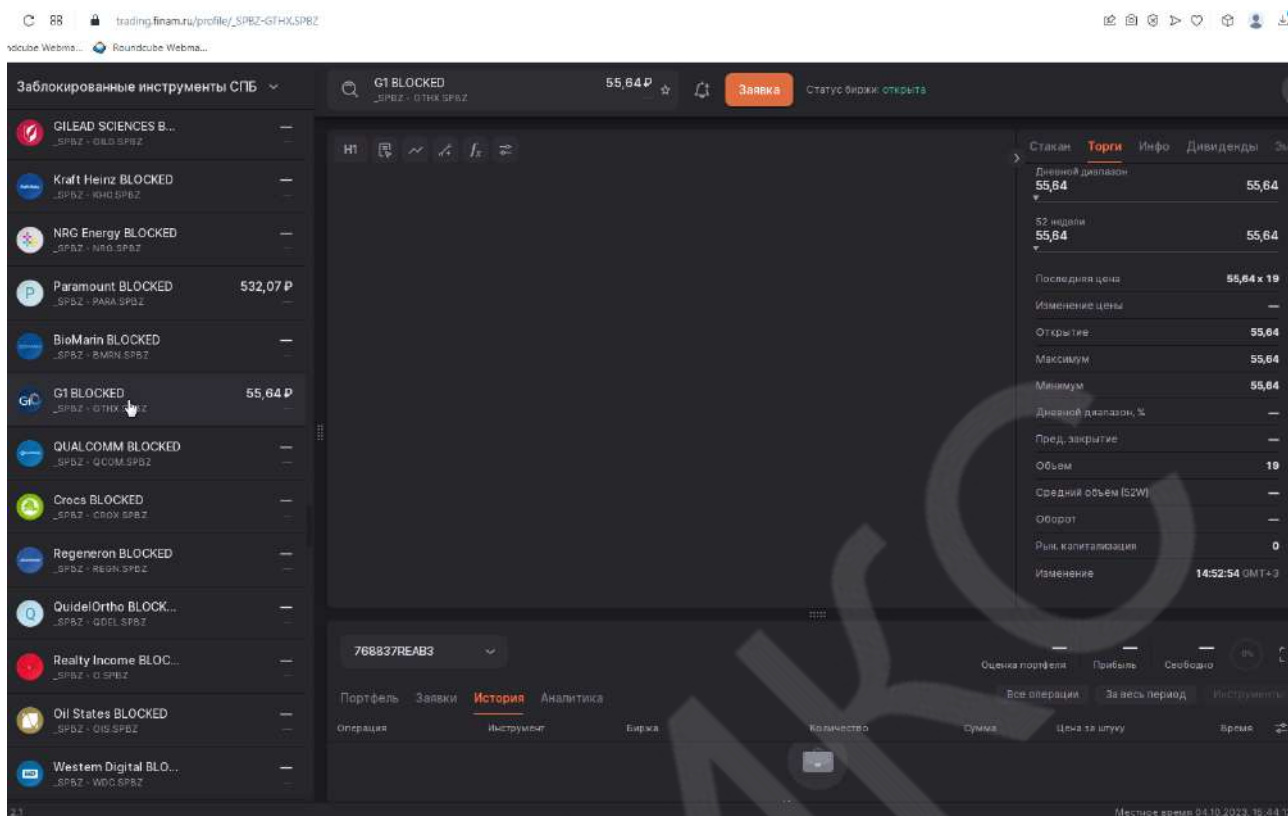 trading.finam.ru/profile/_SPBZ-GTHX.SPBZ
Roundcube Webma...
Заблокированные инструменты СПБ
G1 BLOCKED
_SPBZ - GTHX.SPBZ
55,64 ₽
Заявка
Статус биржи: открыта
GILEAD SCIENCES B...
_SPBZ - GILD.SPBZ
Kraft Heinz BLOCKED
_SPBZ - KHC.SPBZ
NRG Energy BLOCKED
_SPBZ - NRG.SPBZ
Paramount BLOCKED
532,07 ₽
_SPBZ - PARA.SPBZ
BioMarin BLOCKED
_SPBZ - BMRN.SPBZ
G1 BLOCKED
55,64 ₽
QUALCOMM BLOCKED
_SPBZ - QCOM.SPBZ
Crocs BLOCKED
_SPBZ - CROX.SPBZ
Regeneron BLOCKED
_SPBZ - REGN.SPBZ
QuidelOrtho BLOCK...
_SPBZ - QDEL.SPBZ
Realty Income BLOC...
_SPBZ - O.SPBZ
Oil States BLOCKED
_SPBZ - OIS.SPBZ
Western Digital BLO...
_SPBZ - WDC.SPBZ
H1
Стакан Торги Инфо Дивиденды
Дневной диапазон
55,64 55,64
52 недели
55,64 55,64
Последняя цена 55,64 x 19
Изменение цены —
Открытие 55,64
Максимум 55,64
Минимум 55,64
Дневной диапазон, % —
Пред. закрытие —
Объем 19
Средний объем (52W) —
Оборот —
Рын. капитализация 0
Изменение 14:52:54 GMT+3
768837REAB3
Оценка портфеля Прибыль Свободно 0%
Портфель Заявки История Аналитика
Все операции За весь период Инструменты
Операция Инструмент Биржа Количество Сумма Цена за штуку Время
МКС
Местное время 04.10.2023,